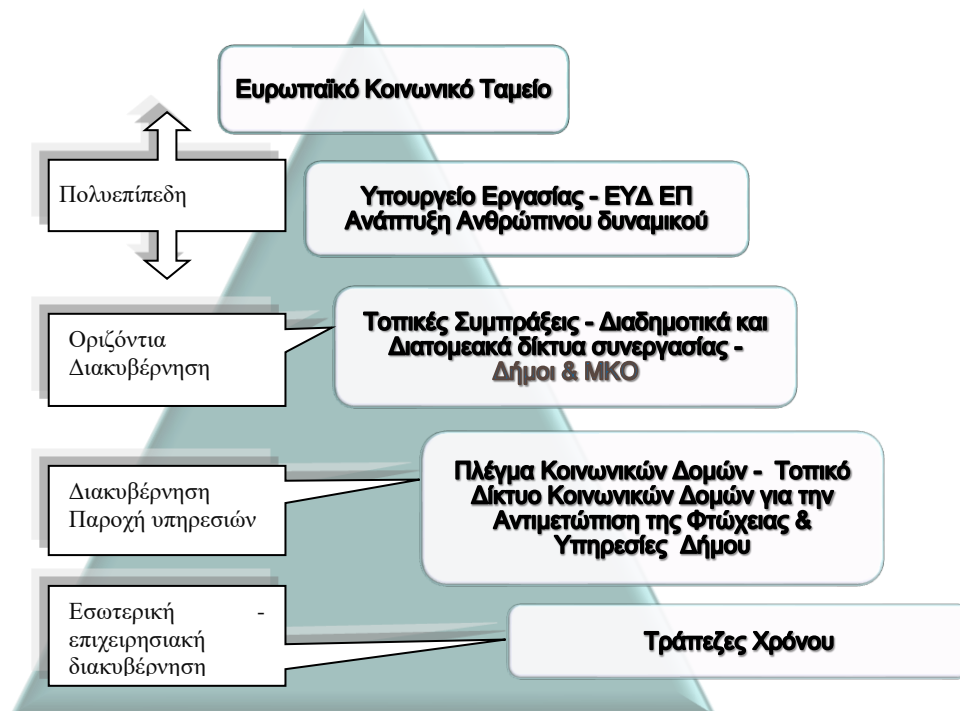 Ευρωπαϊκό Κοινωνικό Ταμείο
Πολυεπίπεδη
Υπουργείο Εργασίας - ΕΥΔ ΕΠ
Ανάπτυξη Ανθρώπινου δυναμικού
Οριζόντια
Διακυβέρνηση
Τοπικές Συμπράξεις - Διαδημοτικά και
Διατομεακά δίκτυα συνεργασίας -
Δήμοι & ΜΚΟ
Διακυβέρνηση
Παροχή υπηρεσιών
Πλέγμα Κοινωνικών Δομών - Τοπικό
Δίκτυο Κοινωνικών Δομών για την
Αντιμετώπιση της Φτώχειας &
Υπηρεσίες Δήμου
Εσωτερική -
επιχειρησιακή
διακυβέρνηση
Τράπεζες Χρόνου